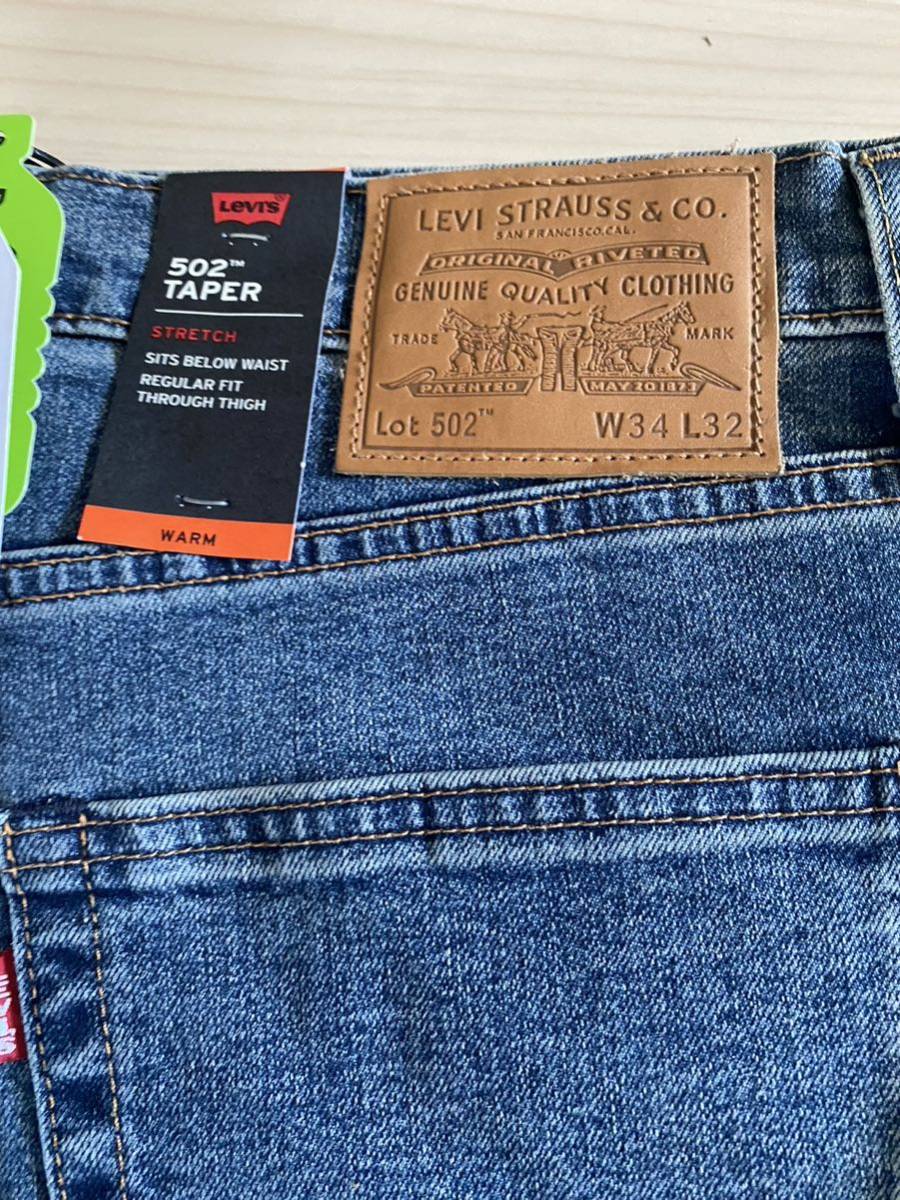 LEVI'S
502™
TAPER
STRETCH
SITS BELOW WAIST
REGULAR FIT
THROUGH THIGH
WARM
LEVI STRAUSS & CO.
SAN FRANCISCO, CAL.
ORIGINAL RIVETED
GENUINE QUALITY CLOTHING
TRADE MARK
PATENTED MAY 20 1873
Lot 502™ W34 L32